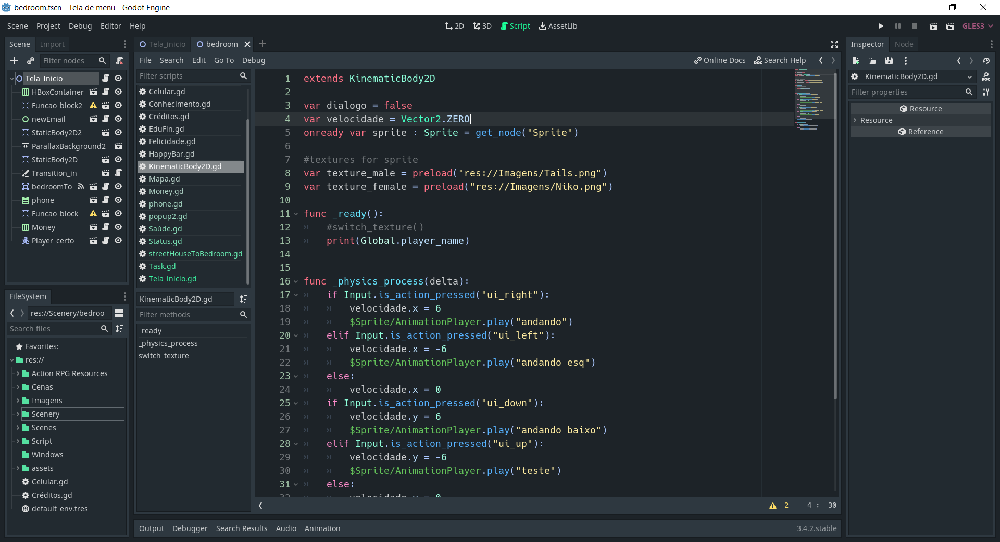 bedroom.tscn - Tela de menu - Godot Engine
Scene Project Debug Editor Help
2D 3D Script AssetLib
GLES3
Scene Import
Filter nodes
Tela_Inicio
HBoxContainer
Funcao_block2
newEmail
StaticBody2D2
ParallaxBackground2
StaticBody2D
Transition_in
bedroomTo
phone
Funcao_block
Money
Player_certo
FileSystem
res://Scenery/bedroo
Search files
Favorites:
res://
Action RPG Resources
Cenas
Imagens
Scenery
Scenes
Script
Windows
assets
Celular.gd
Créditos.gd
default_env.tres
Tela_inicio bedroom
File Search Edit Go To Debug
Online Docs Search Help
Filter scripts
Celular.gd
Conhecimento.gd
Créditos.gd
EduFin.gd
Felicidade.gd
HappyBar.gd
KinematicBody2D.gd
Mapa.gd
Money.gd
phone.gd
popup2.gd
Saúde.gd
Status.gd
streetHouseToBedroom.gd
Task.gd
Tela_inicio.gd
KinematicBody2D.gd
Filter methods
_ready
_physics_process
switch_texture
1 extends KinematicBody2D
2
3 var dialogo = false
4 var velocidade = Vector2.ZERO
5 onready var sprite : Sprite = get_node("Sprite")
6
7 #textures for sprite
8 var texture_male = preload("res://Imagens/Tails.png")
9 var texture_female = preload("res://Imagens/Niko.png")
10
11 func _ready():
12 #switch_texture()
13 print(Global.player_name)
14
15
16 func _physics_process(delta):
17 if Input.is_action_pressed("ui_right"):
18 velocidade.x = 6
19 $Sprite/AnimationPlayer.play("andando")
20 elif Input.is_action_pressed("ui_left"):
21 velocidade.x = -6
22 $Sprite/AnimationPlayer.play("andando esq")
23 else:
24 velocidade.x = 0
25 if Input.is_action_pressed("ui_down"):
26 velocidade.y = 6
27 $Sprite/AnimationPlayer.play("andando baixo")
28 elif Input.is_action_pressed("ui_up"):
29 velocidade.y = -6
30 $Sprite/AnimationPlayer.play("teste")
31 else:
32 velocidade.y = 0
2 4 : 30
Output Debugger Search Results Audio Animation
3.4.2.stable
Inspector Node
KinematicBody2D.gd
Filter properties
Resource
Resource
Reference